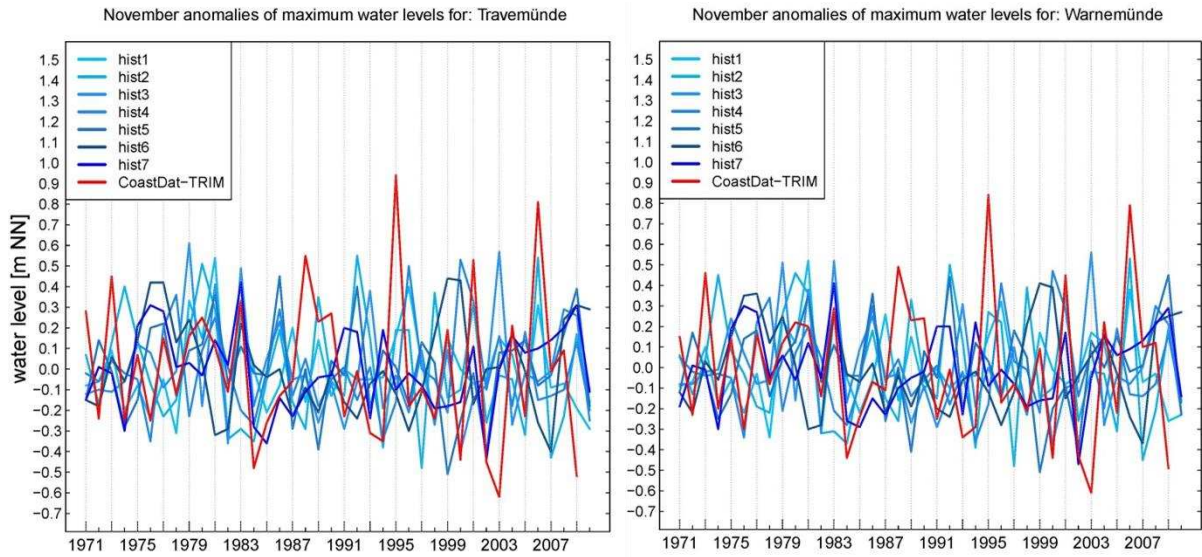 November anomalies of maximum water levels for: Travemünde
water level [m NN]
1.5
1.4
1.3
1.2
1.1
1.0
0.9
0.8
0.7
0.6
0.5
0.4
0.3
0.2
0.1
0.0
−0.1
−0.2
−0.3
−0.4
−0.5
−0.6
−0.7
hist1
hist2
hist3
hist4
hist5
hist6
hist7
CoastDat−TRIM
1971 1975 1979 1983 1987 1991 1995 1999 2003 2007
November anomalies of maximum water levels for: Warnemünde
1.5
1.4
1.3
1.2
1.1
1.0
0.9
0.8
0.7
0.6
0.5
0.4
0.3
0.2
0.1
0.0
−0.1
−0.2
−0.3
−0.4
−0.5
−0.6
−0.7
hist1
hist2
hist3
hist4
hist5
hist6
hist7
CoastDat−TRIM
1971 1975 1979 1983 1987 1991 1995 1999 2003 2007